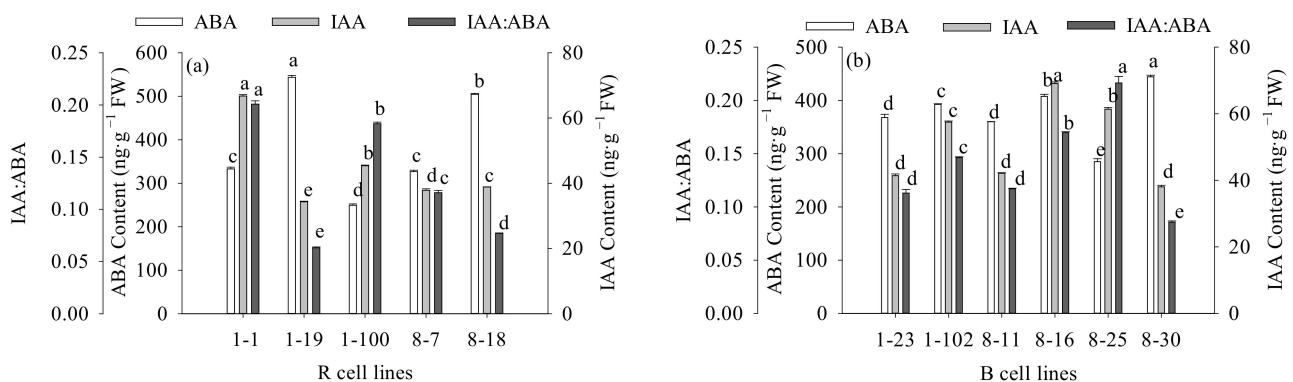 ABA IAA IAA:ABA
(a)
IAA:ABA
0.25
0.20
0.15
0.10
0.05
0.00
ABA Content (ng·g⁻¹ FW)
600
500
400
300
200
100
0
c a a
a e e
d b b
c d c
b c d
80
60
40
20
0
IAA Content (ng·g⁻¹ FW)
1-1 1-19 1-100 8-7 8-18
R cell lines
ABA IAA IAA:ABA
(b)
IAA:ABA
0.25
0.20
0.15
0.10
0.05
0.00
ABA Content (ng·g⁻¹ FW)
500
400
300
200
100
0
d d d
c c c
d d d
b a b
e b a
a d e
80
60
40
20
0
IAA Content (ng·g⁻¹ FW)
1-23 1-102 8-11 8-16 8-25 8-30
B cell lines